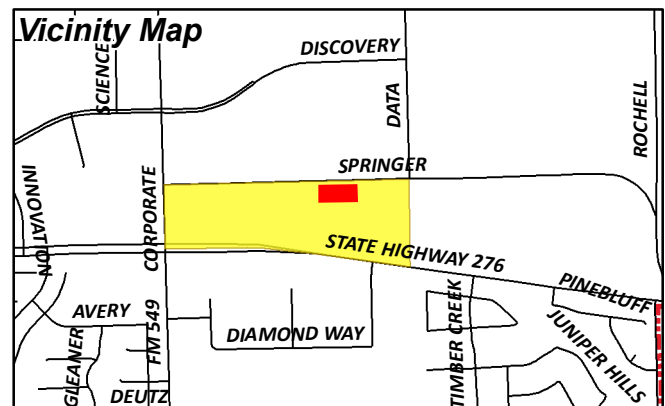 Vicinity Map
DISCOVERY
SCIENCE
DATA
ROCHELL
SPRINGER
INNOVATION
CORPORATE
STATE HIGHWAY 276
PINEBLUFF
AVERY
FM 549
DIAMOND WAY
TIMBER CREEK
JUNIPER HILLS
GLEANER
DEUTZ